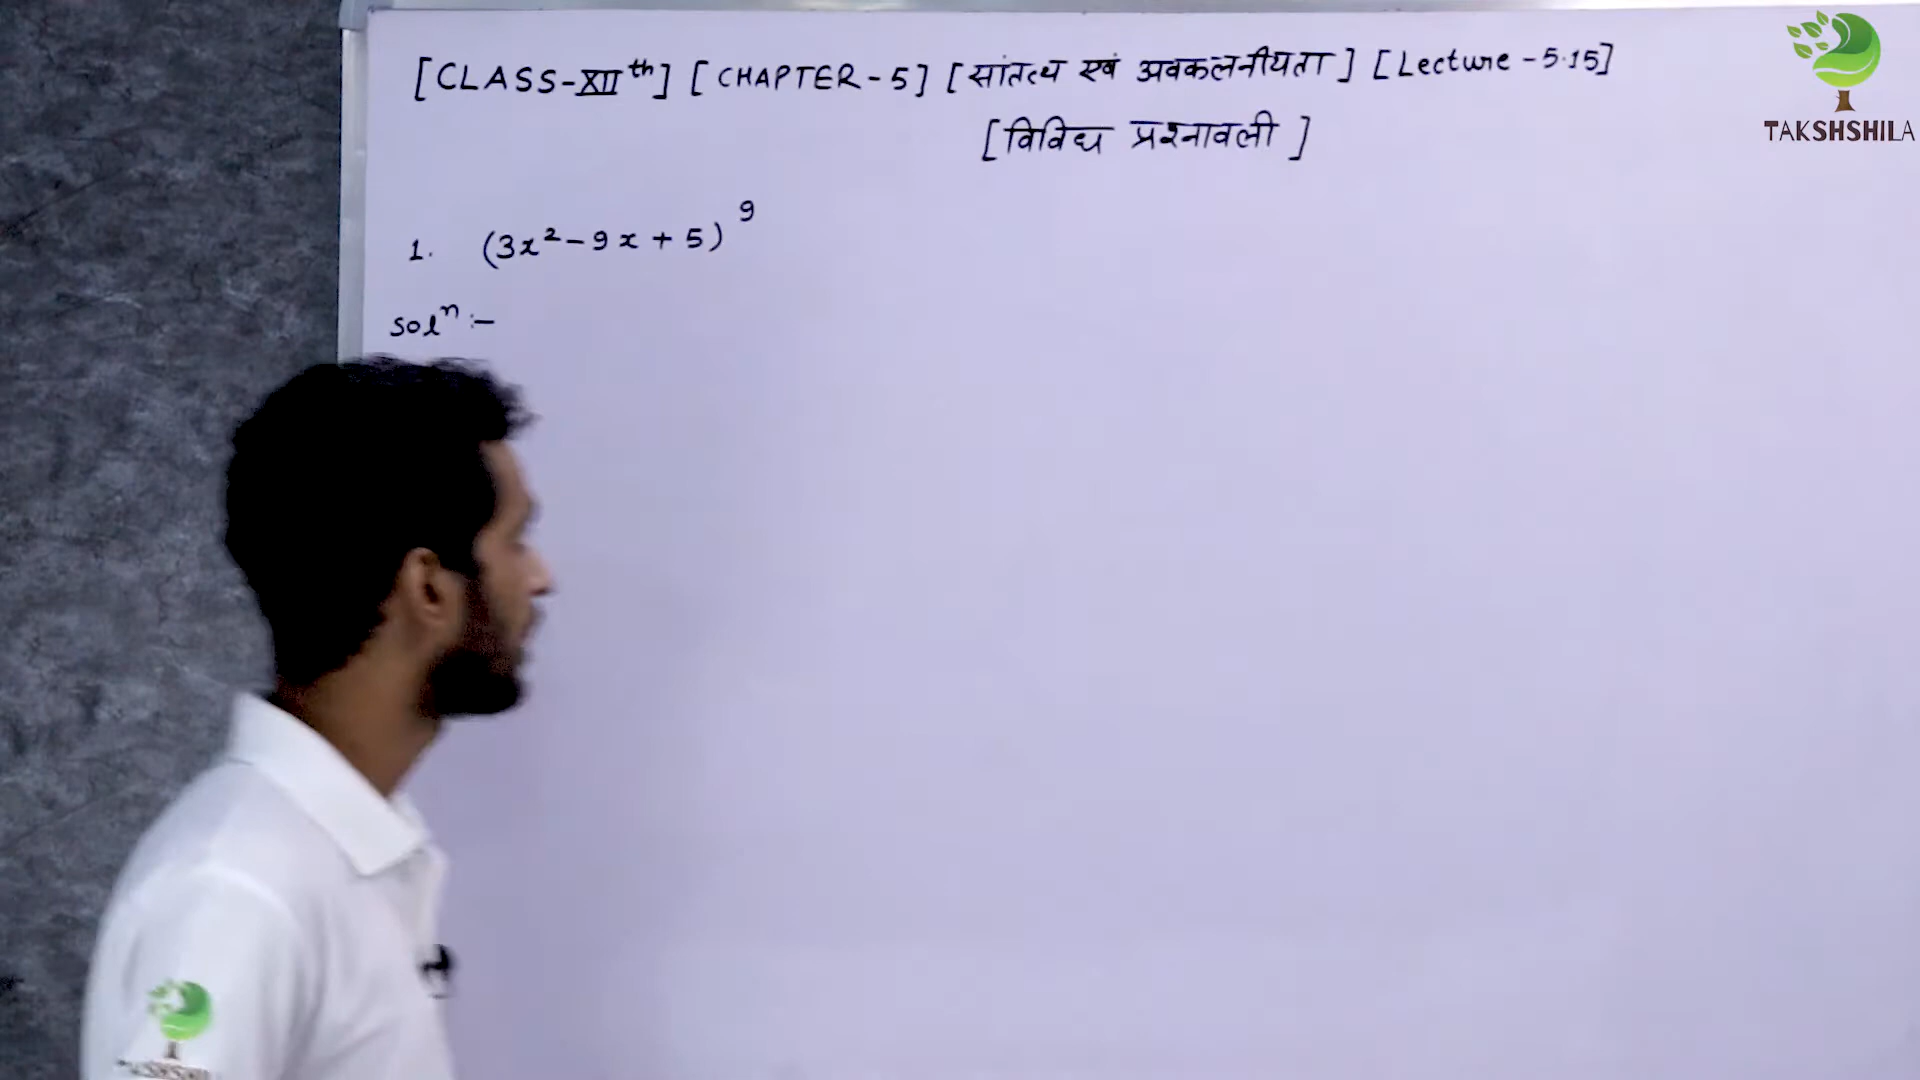 [CLASS-XIIth] [CHAPTER-5] [सांतत्य एवं अवकलनीयता] [Lecture-5.15]
[विविध प्रश्नावली]
TAKSHSHILA
1. (3x²-9x+5)⁹
Solⁿ:-